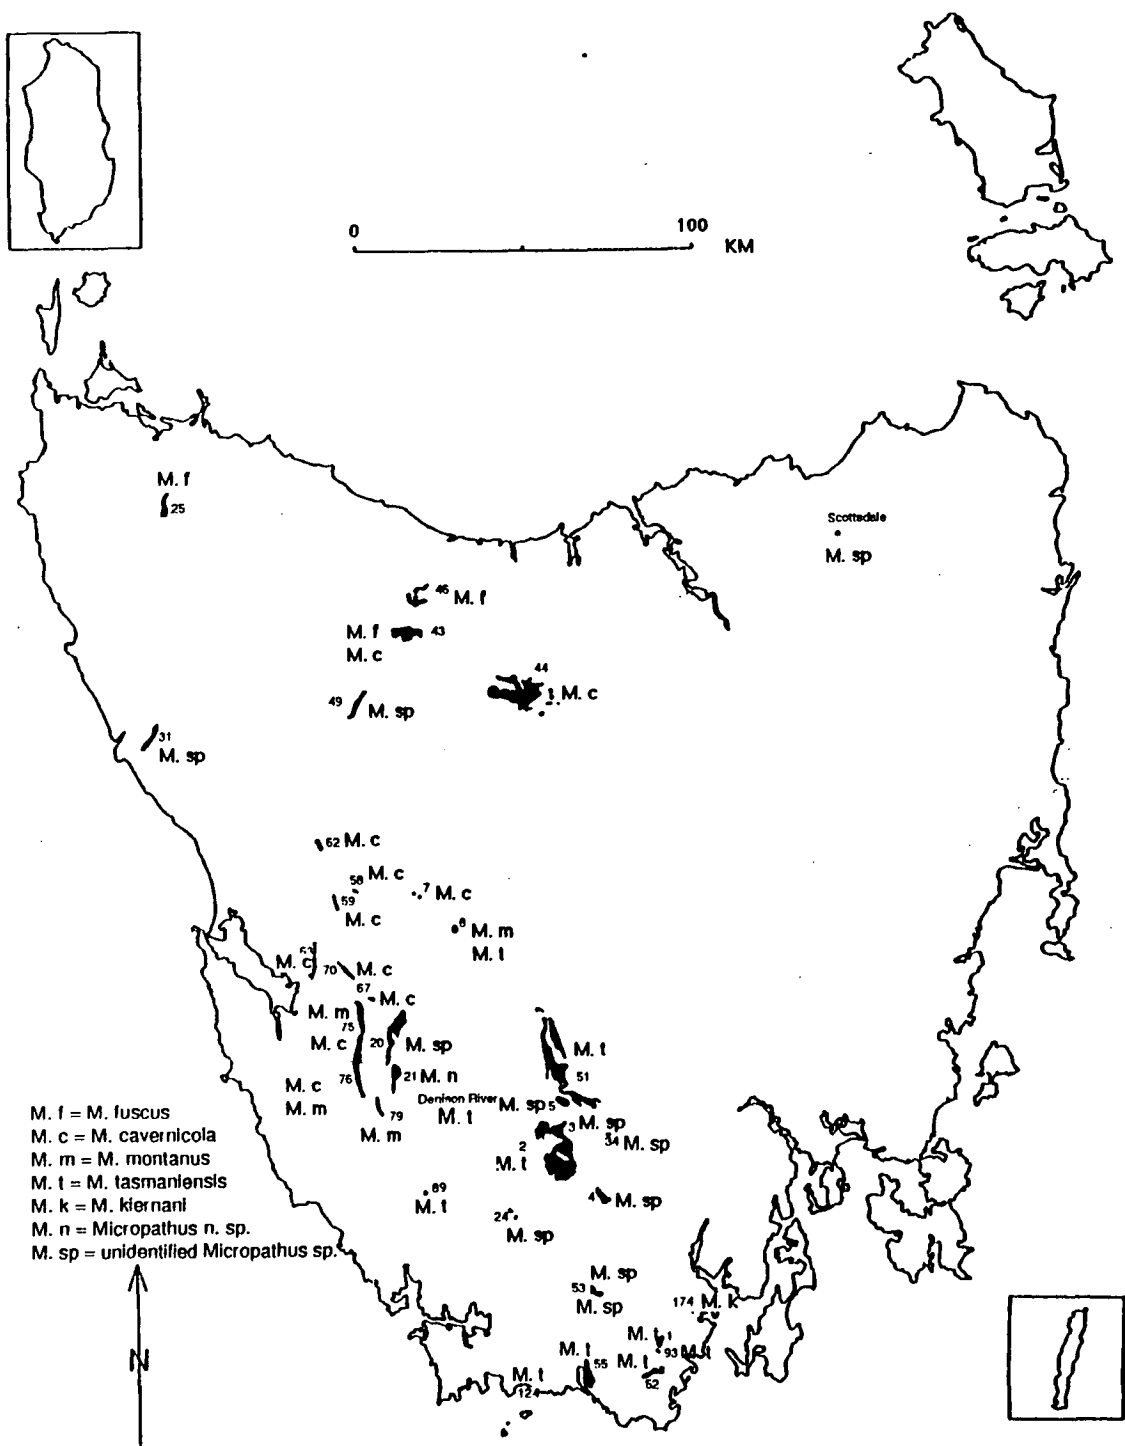 0 100
KM
M. f
25
Scottsdale
M. sp
46 M. f
M. f 43
M. c
44
M. c
49 M. sp
31
M. sp
62 M. c
58 M. c
59
M. c
7 M. c
M. m
M. t
M. c
70 M. c
67 M. c
M. m
75
M. c
20 M. sp
M. t
51
76
21 M. n
M. c
M. m
79
M. m
Denison River
M. t
M. sp 5
3 M. sp
34 M. sp
2
M. t
4 M. sp
89
M. t
24
M. sp
M. sp
53
M. sp
174 M. k
M. t 1
93 M. t
M. t
55
M. t
M. t
124
M. f = M. fuscus
M. c = M. cavernicola
M. m = M. montanus
M. t = M. tasmaniensis
M. k = M. kiernani
M. n = Micropathus n. sp.
M. sp = unidentified Micropathus sp.
N